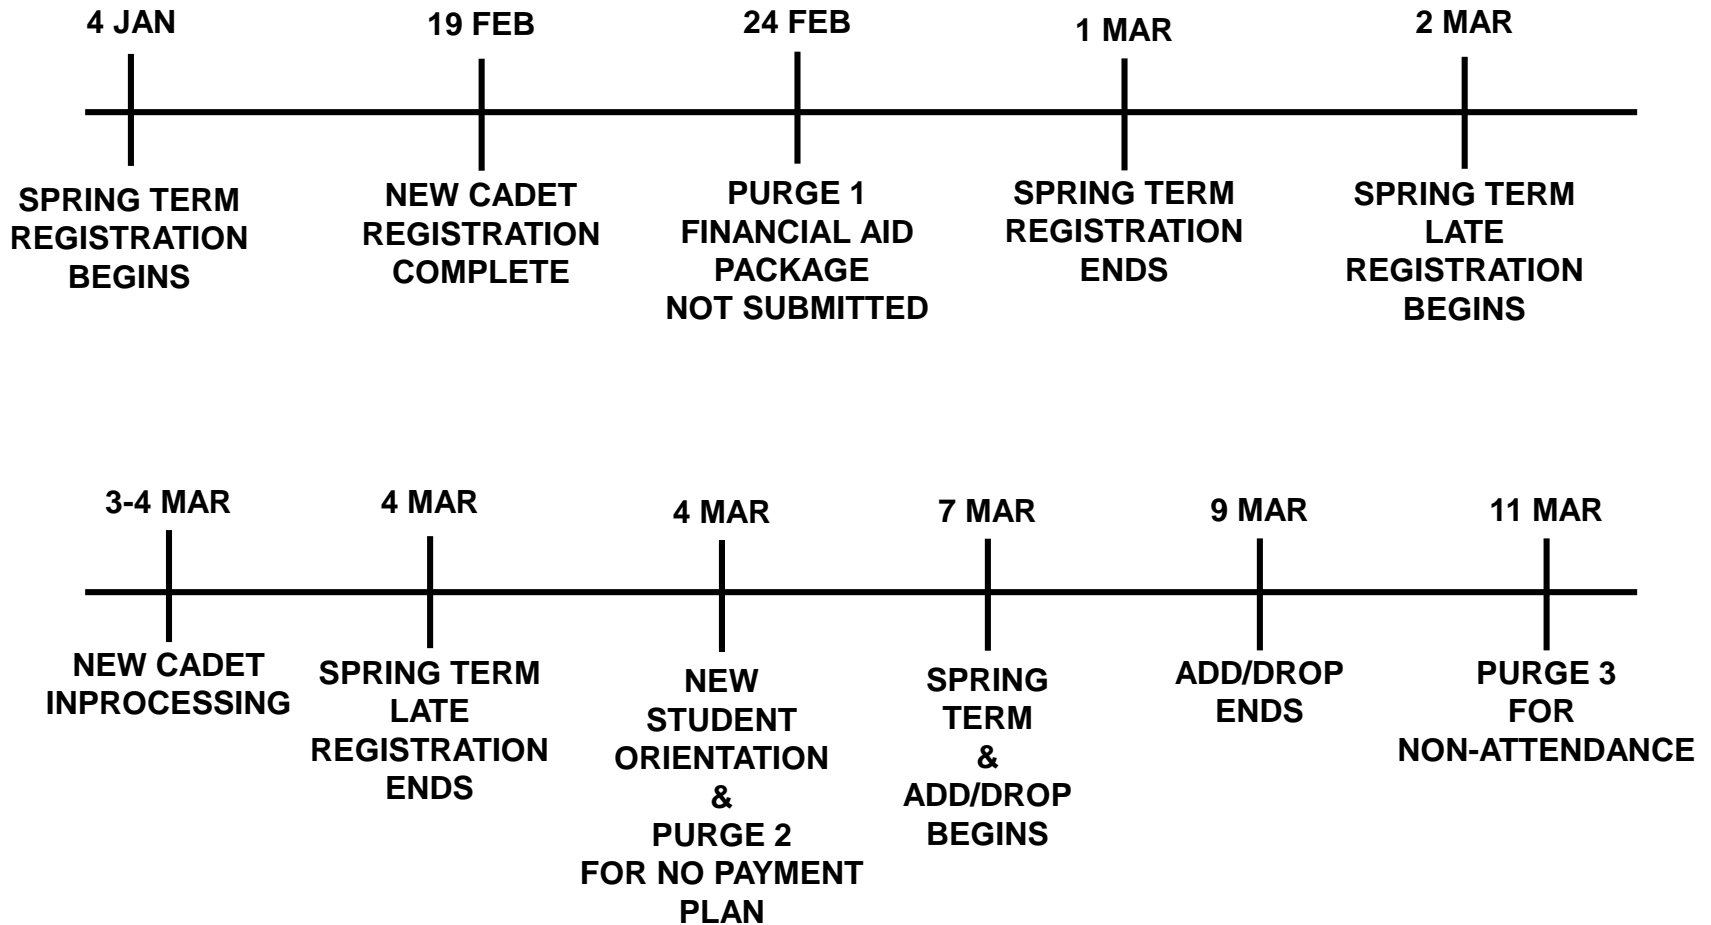 4 JAN
19 FEB
24 FEB
1 MAR
2 MAR
SPRING TERM
REGISTRATION
BEGINS
NEW CADET
REGISTRATION
COMPLETE
PURGE 1
FINANCIAL AID
PACKAGE
NOT SUBMITTED
SPRING TERM
REGISTRATION
ENDS
SPRING TERM
LATE
REGISTRATION
BEGINS
3-4 MAR
4 MAR
4 MAR
7 MAR
9 MAR
11 MAR
NEW CADET
INPROCESSING
SPRING TERM
LATE
REGISTRATION
ENDS
NEW
STUDENT
ORIENTATION
&
PURGE 2
FOR NO PAYMENT
PLAN
SPRING
TERM
&
ADD/DROP
BEGINS
ADD/DROP
ENDS
PURGE 3
FOR
NON-ATTENDANCE